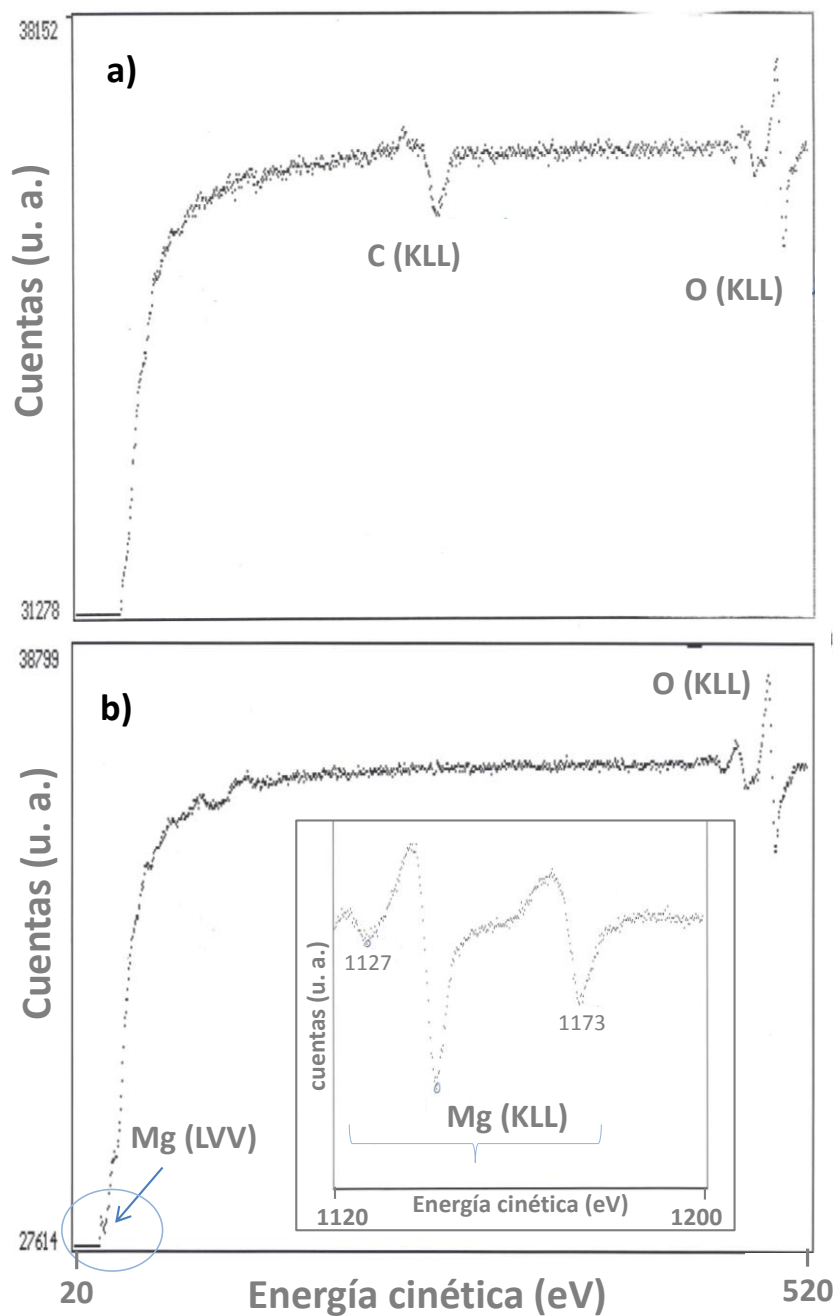 38152
a)
Cuentas (u. a.)
C (KLL)
O (KLL)
31278
38799
O (KLL)
b)
Cuentas (u. a.)
cuentas (u. a.)
1127
1173
Mg (KLL)
Mg (LVV)
Energía cinética (eV)
1120
1200
27614
20
Energía cinética (eV)
520